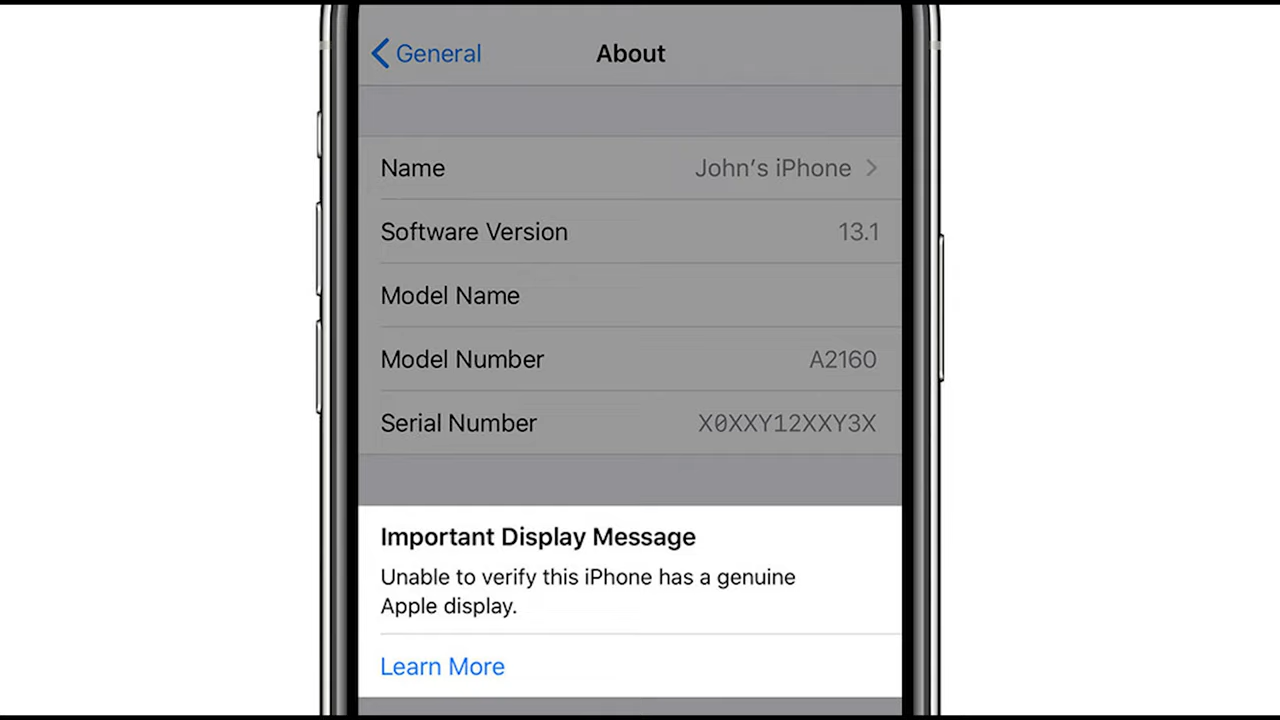 General
About
Name John’s iPhone
Software Version 13.1
Model Name
Model Number A2160
Serial Number X0XXY12XXY3X
Important Display Message
Unable to verify this iPhone has a genuine
Apple display.
Learn More